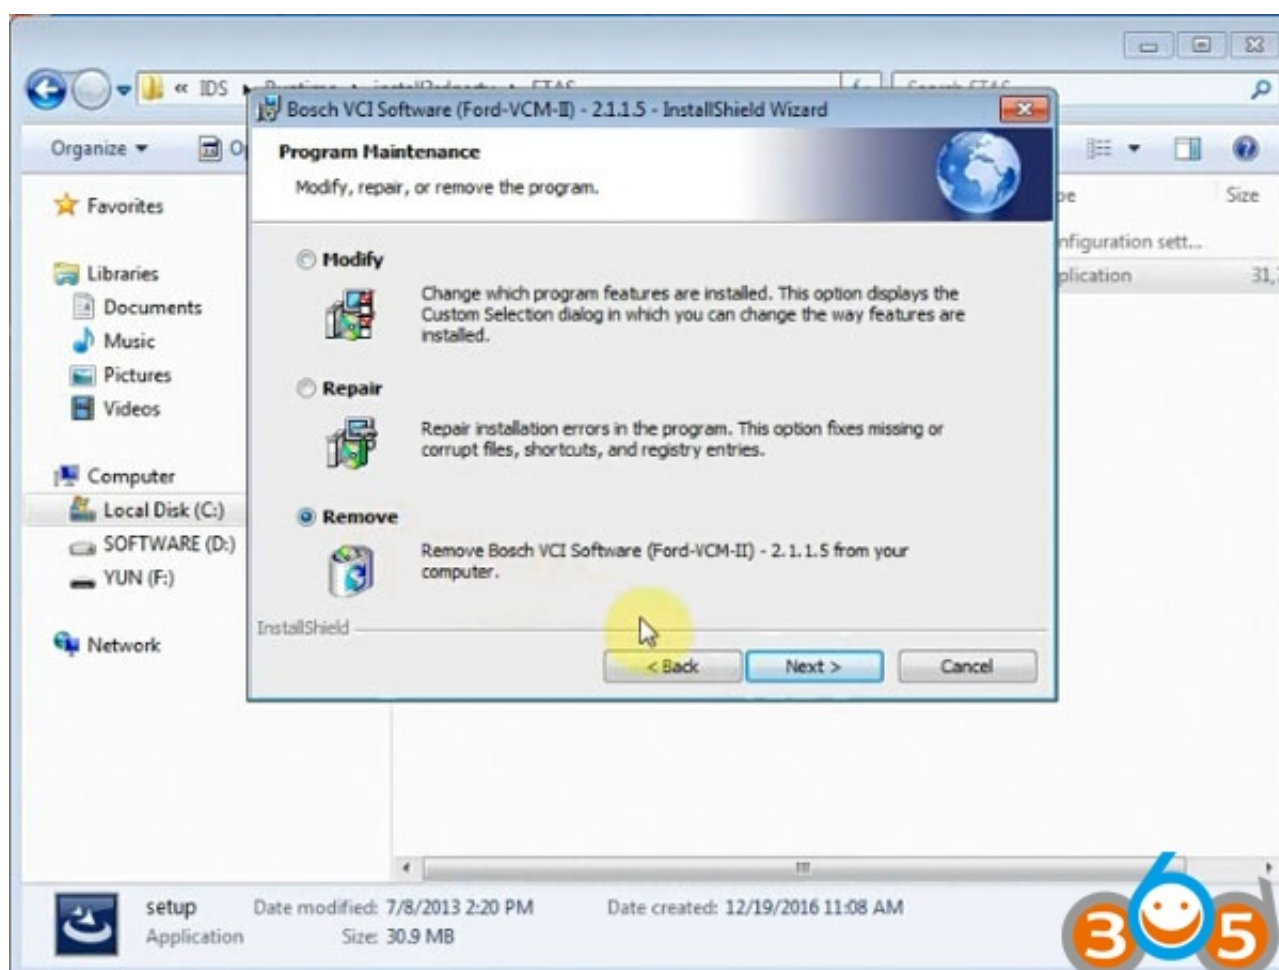 « IDS
Bosch VCI Software (Ford-VCM-II) - 2.1.1.5 - InstallShield Wizard
Organize
Program Maintenance
Modify, repair, or remove the program.
Size
Favorites
Modify
Libraries
Change which program features are installed. This option displays the
Custom Selection dialog in which you can change the way features are
installed.
Documents
Music
Pictures
Videos
Repair
Repair installation errors in the program. This option fixes missing or
corrupt files, shortcuts, and registry entries.
Computer
Local Disk (C:)
SOFTWARE (D:)
YUN (F:)
Network
Remove
Remove Bosch VCI Software (Ford-VCM-II) - 2.1.1.5 from your
computer.
InstallShield
< Back
Next >
Cancel
setup
Date modified: 7/8/2013 2:20 PM
Date created: 12/19/2016 11:08 AM
Application
Size: 30.9 MB
365